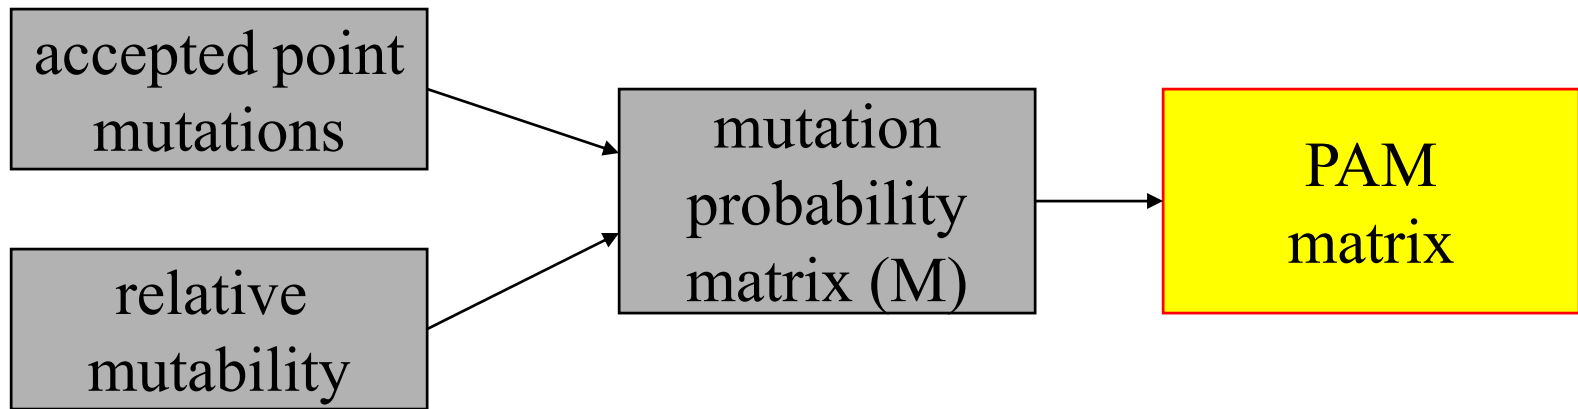 accepted point
mutations
relative
mutability
mutation
probability
matrix (M)
PAM
matrix